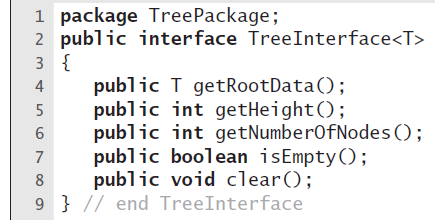 1 package TreePackage;
2 public interface TreeInterface<T>
3 {
4 public T getRootData();
5 public int getHeight();
6 public int getNumberOfNodes();
7 public boolean isEmpty();
8 public void clear();
9 } // end TreeInterface